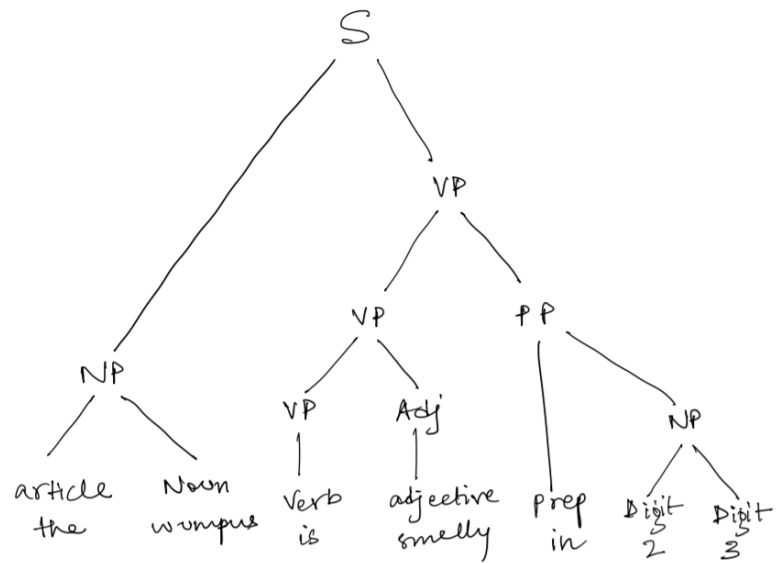 S
VP
VP PP
NP
VP Adj NP
article Noun Verb adjective prep Digit Digit
the wumpus is smelly in 2 3